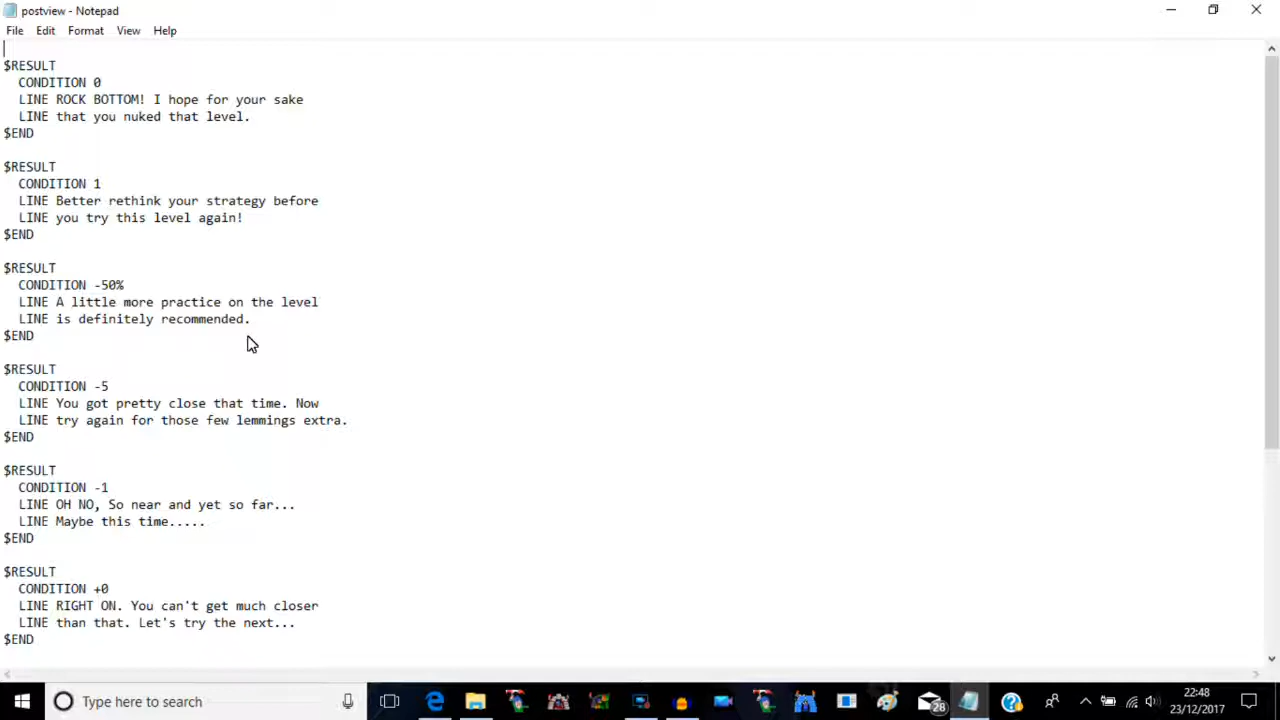 postview - Notepad
File Edit Format View Help
$RESULT
CONDITION 0
LINE ROCK BOTTOM! I hope for your sake
LINE that you nuked that level.
$END
$RESULT
CONDITION 1
LINE Better rethink your strategy before
LINE you try this level again!
$END
$RESULT
CONDITION -50%
LINE A little more practice on the level
LINE is definitely recommended.
$END
$RESULT
CONDITION -5
LINE You got pretty close that time. Now
LINE try again for those few lemmings extra.
$END
$RESULT
CONDITION -1
LINE OH NO, So near and yet so far...
LINE Maybe this time.....
$END
$RESULT
CONDITION +0
LINE RIGHT ON. You can't get much closer
LINE than that. Let's try the next...
$END
Type here to search
28
22:48
23/12/2017